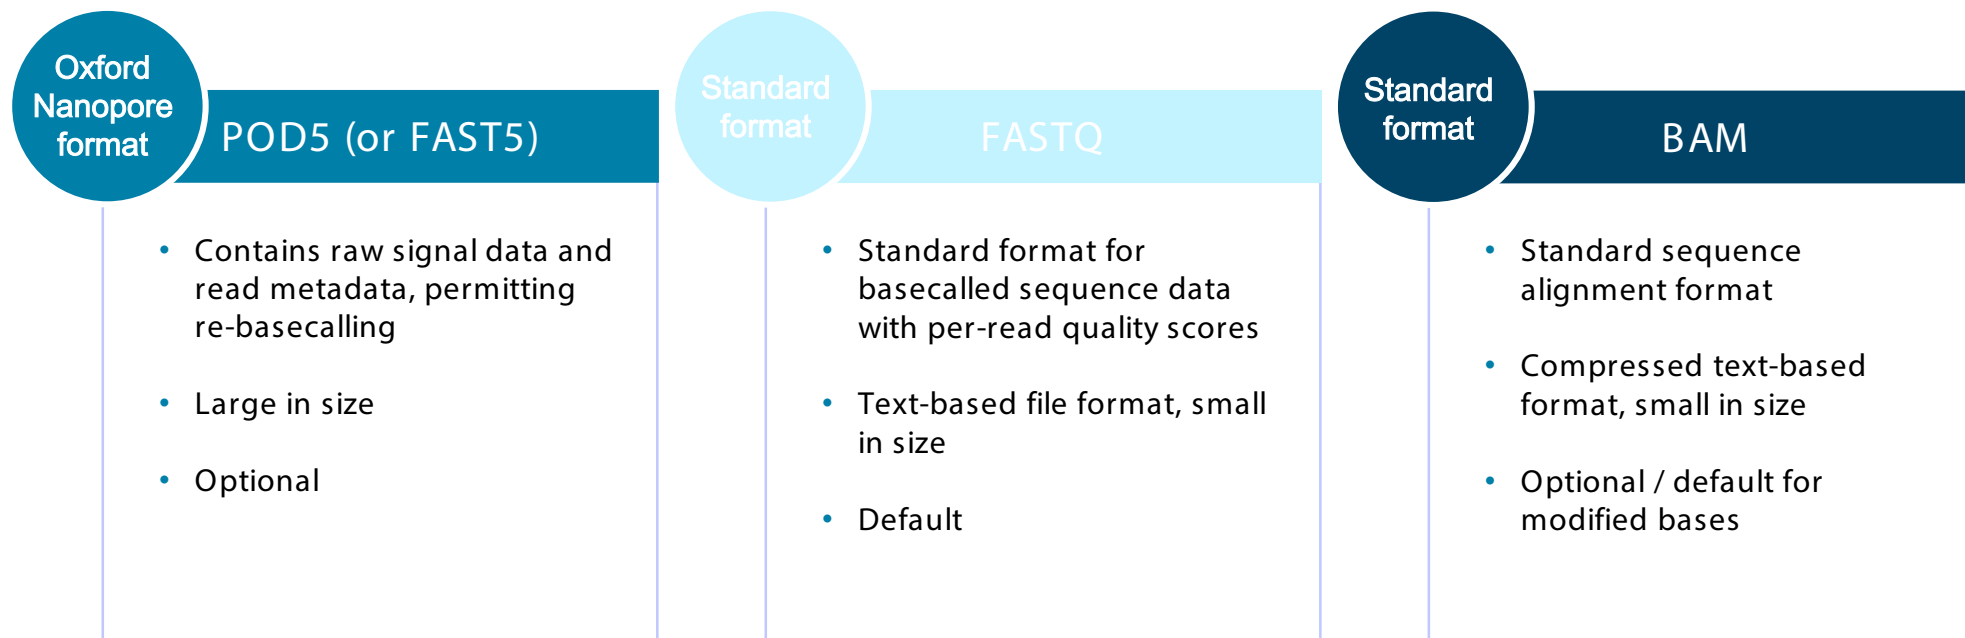 Oxford
Nanopore
format
POD5 (or FAST5)
• Contains raw signal data and
read metadata, permitting
re-basecalling
• Large in size
• Optional
Standard
format
FASTQ
• Standard format for
basecalled sequence data
with per-read quality scores
• Text-based file format, small
in size
• Default
Standard
format
BAM
• Standard sequence
alignment format
• Compressed text-based
format, small in size
• Optional / default for
modified bases